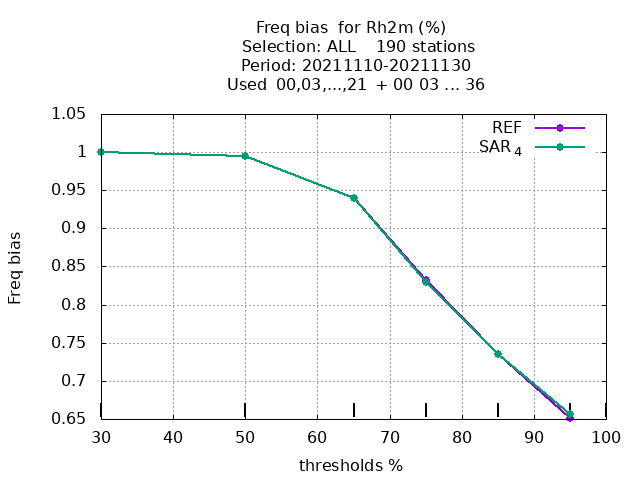 Freq bias  for Rh2m (%)
Selection: ALL    190 stations
Period: 20211110-20211130
Used  00,03,...,21  + 00 03 ... 36
REF
SAR 4
1.05
1
0.95
0.9
0.85
0.8
0.75
0.7
0.65
Freq bias
30 40 50 60 70 80 90 100
thresholds %